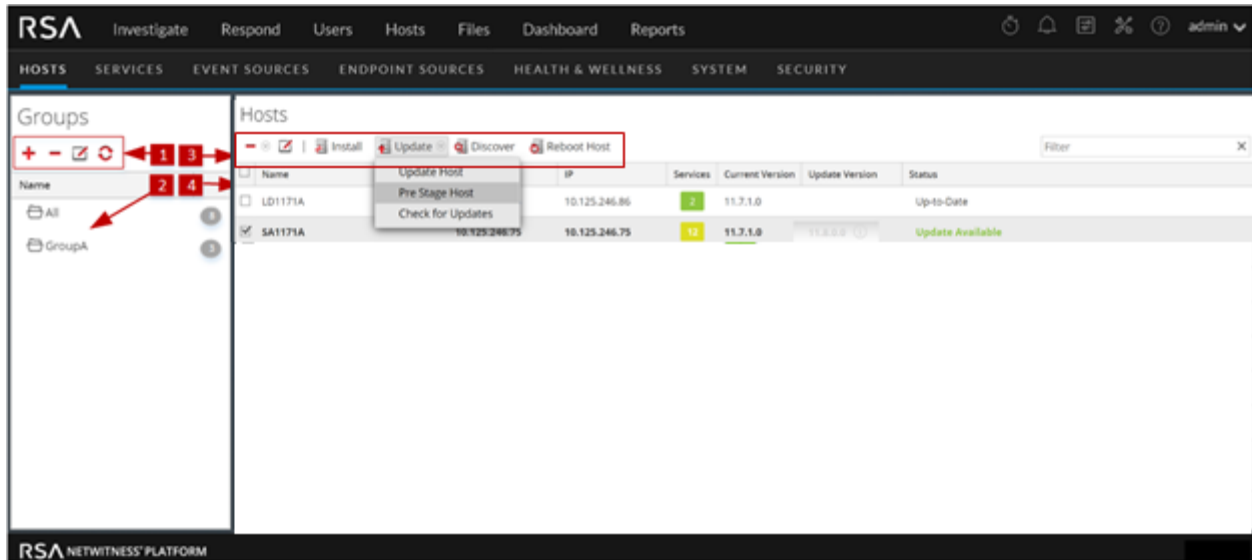 RSA Investigate Respond Users Hosts Files Dashboard Reports admin
HOSTS SERVICES EVENT SOURCES ENDPOINT SOURCES HEALTH & WELLNESS SYSTEM SECURITY
Groups
1
Name
2
All
GroupA
Hosts
3
Install Update Discover Reboot Host
Filter X
4
Name IP Services Current Version Update Version Status
Update Host
Pre Stage Host
Check for Updates
LD1171A 10.125.246.86 2 11.7.1.0 Up-to-Date
SA1171A 10.125.246.75 10.125.246.75 12 11.7.1.0 11.8.0.0 Update Available
RSA NETWITNESS® PLATFORM